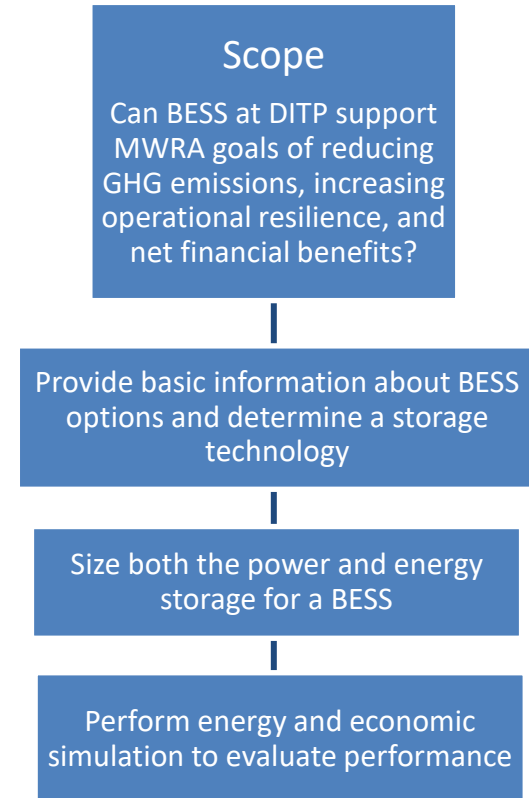 Scope
Can BESS at DITP support
MWRA goals of reducing
GHG emissions, increasing
operational resilience, and
net financial benefits?
Provide basic information about BESS
options and determine a storage
technology
Size both the power and energy
storage for a BESS
Perform energy and economic
simulation to evaluate performance